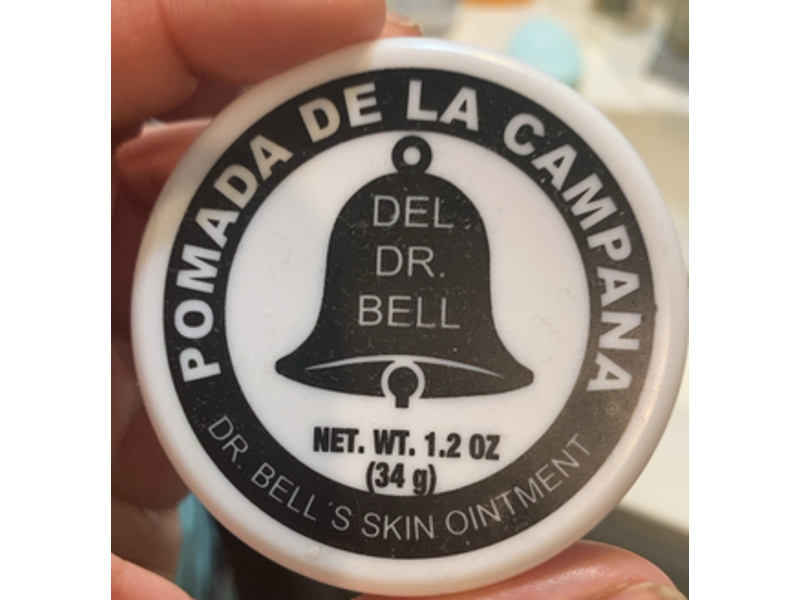 POMADA DE LA CAMPANA
DEL
DR.
BELL
NET. WT. 1.2 OZ
(34 g)
DR. BELL´S SKIN OINTMENT